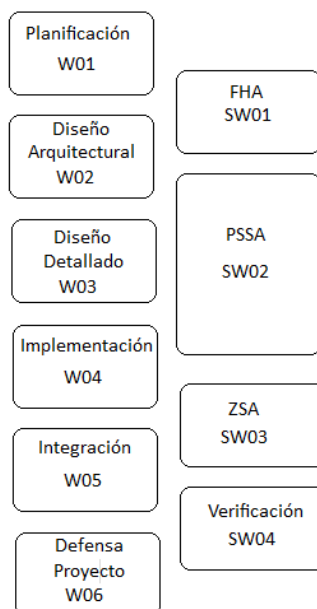 Planificación
W01
FHA
SW01
Diseño
Arquitectural
W02
PSSA
SW02
Diseño
Detallado
W03
Implementación
W04
ZSA
SW03
Integración
W05
Verificación
SW04
Defensa
Proyecto
W06